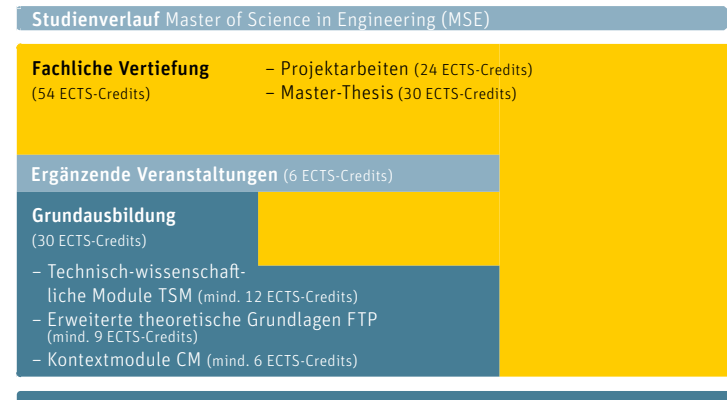 Studienverlauf Master of Science in Engineering (MSE)
Fachliche Vertiefung
(54 ECTS-Credits)
– Projektarbeiten (24 ECTS-Credits)
– Master-Thesis (30 ECTS-Credits)
Ergänzende Veranstaltungen (6 ECTS-Credits)
Grundausbildung
(30 ECTS-Credits)
– Technisch-wissenschaft-
liche Module TSM (mind. 12 ECTS-Credits)
– Erweiterte theoretische Grundlagen FTP
(mind. 9 ECTS-Credits)
– Kontextmodule CM (mind. 6 ECTS-Credits)